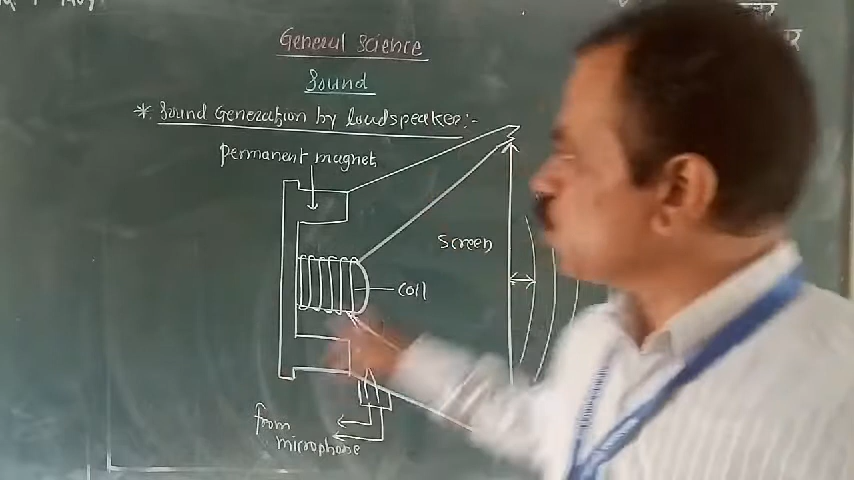 General Science
Sound
* Sound Generation by loudspeaker:-
permanent magnet
Screen
coil
from
microphone